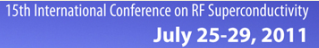 15th International Conference on RF Superconductivity
July 25-29, 2011